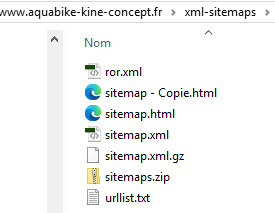 www.aquabike-kine-concept.fr > xml-sitemaps >
Nom
ror.xml
sitemap - Copie.html
sitemap.html
sitemap.xml
sitemap.xml.gz
sitemaps.zip
urllist.txt